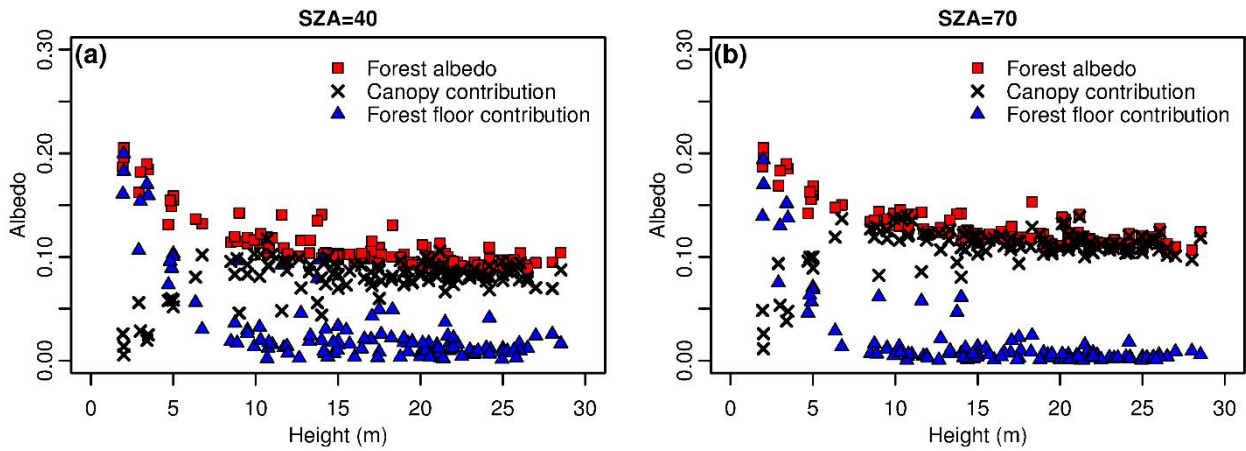 SZA=40
(a)
Forest albedo
Canopy contribution
Forest floor contribution
Albedo
0.30
0.20
0.10
0.00
0 5 10 15 20 25 30
Height (m)
SZA=70
(b)
Forest albedo
Canopy contribution
Forest floor contribution
Albedo
0.30
0.20
0.10
0.00
0 5 10 15 20 25 30
Height (m)